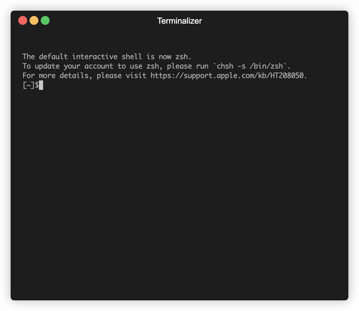 Terminalizer
The default interactive shell is now zsh.
To update your account to use zsh, please run `chsh -s /bin/zsh`.
For more details, please visit https://support.apple.com/kb/HT208050.
[~]$